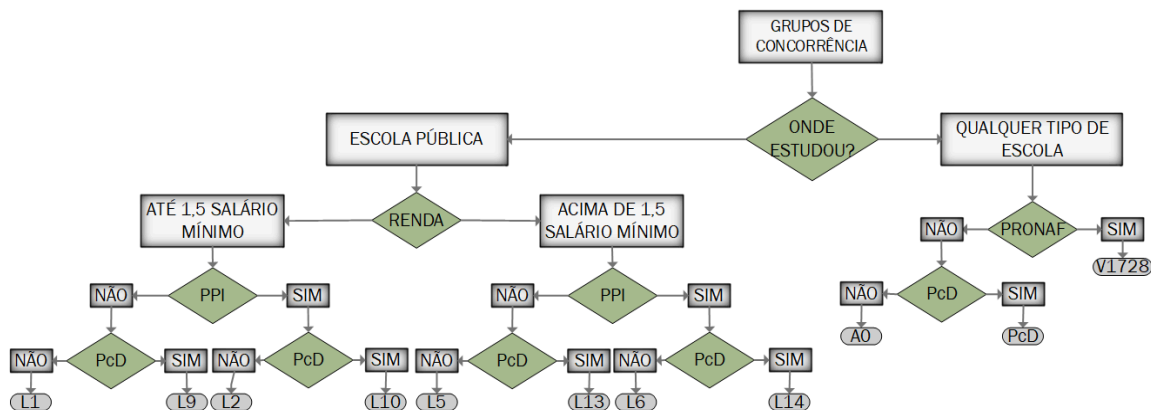 GRUPOS DE
CONCORRÊNCIA
ONDE
ESTUDOU?
ESCOLA PÚBLICA
QUALQUER TIPO DE
ESCOLA
ATÉ 1,5 SALÁRIO
MÍNIMO
RENDA
ACIMA DE 1,5
SALÁRIO MÍNIMO
NÃO
PRONAF
SIM
V1728
NÃO
PPI
SIM
NÃO
PPI
SIM
NÃO
PcD
SIM
A0
PcD
NÃO
PcD
SIM
NÃO
PcD
SIM
NÃO
PcD
SIM
NÃO
PcD
SIM
L1
L9
L2
L10
L5
L13
L6
L14